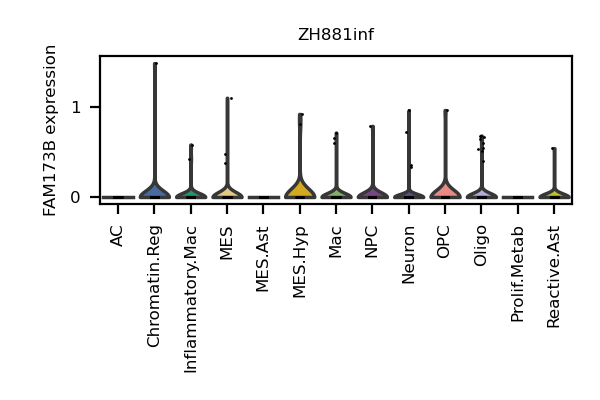 ZH881inf
FAM173B expression
1
0
AC
Chromatin.Reg
Inflammatory.Mac
MES
MES.Ast
MES.Hyp
Mac
NPC
Neuron
OPC
Oligo
Prolif.Metab
Reactive.Ast